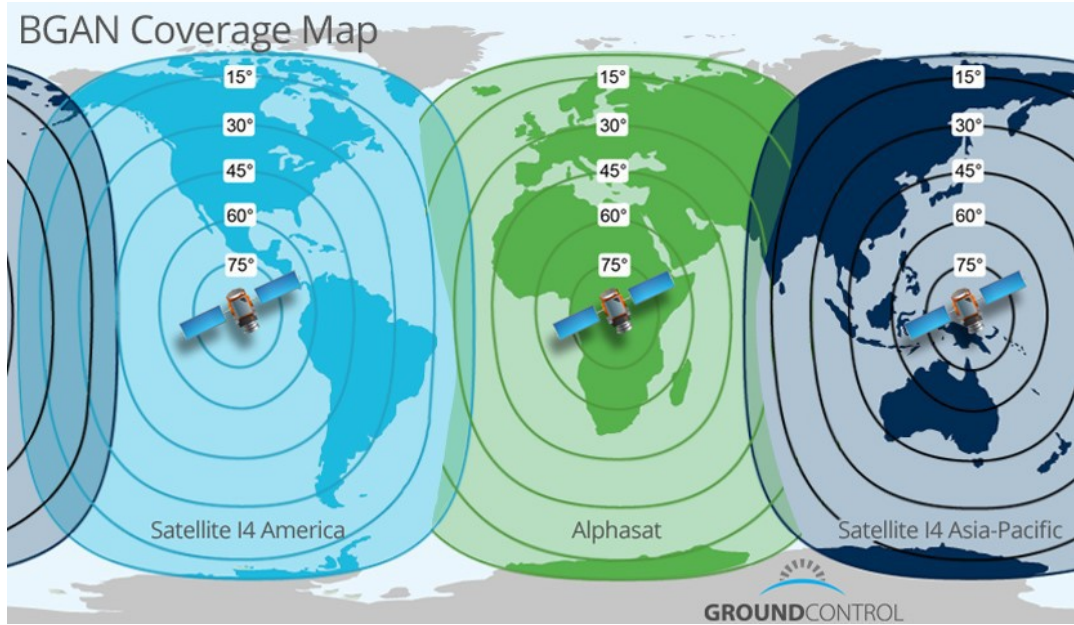 BGAN Coverage Map
15° 15° 15°
30° 30° 30°
45° 45° 45°
60° 60° 60°
75° 75° 75°
Satellite I4 America Alphasat Satellite I4 Asia-Pacific
GROUNDCONTROL